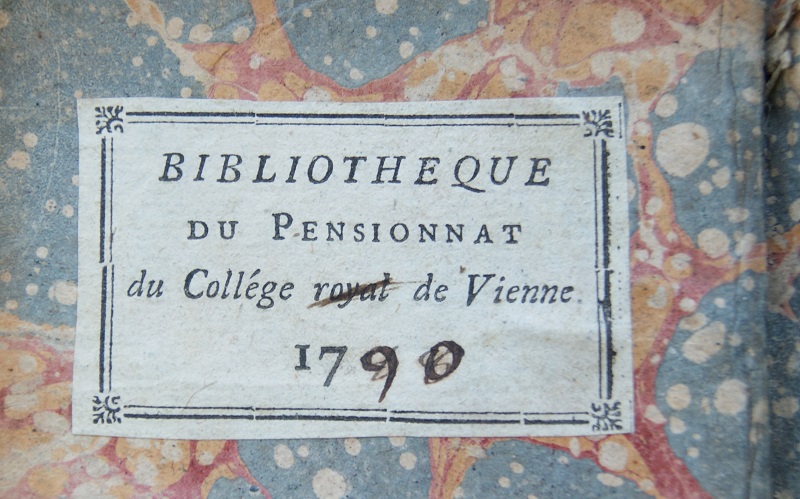 BIBLIOTHEQUE
DU PENSIONNAT
du Collége royal de Vienne.
1790